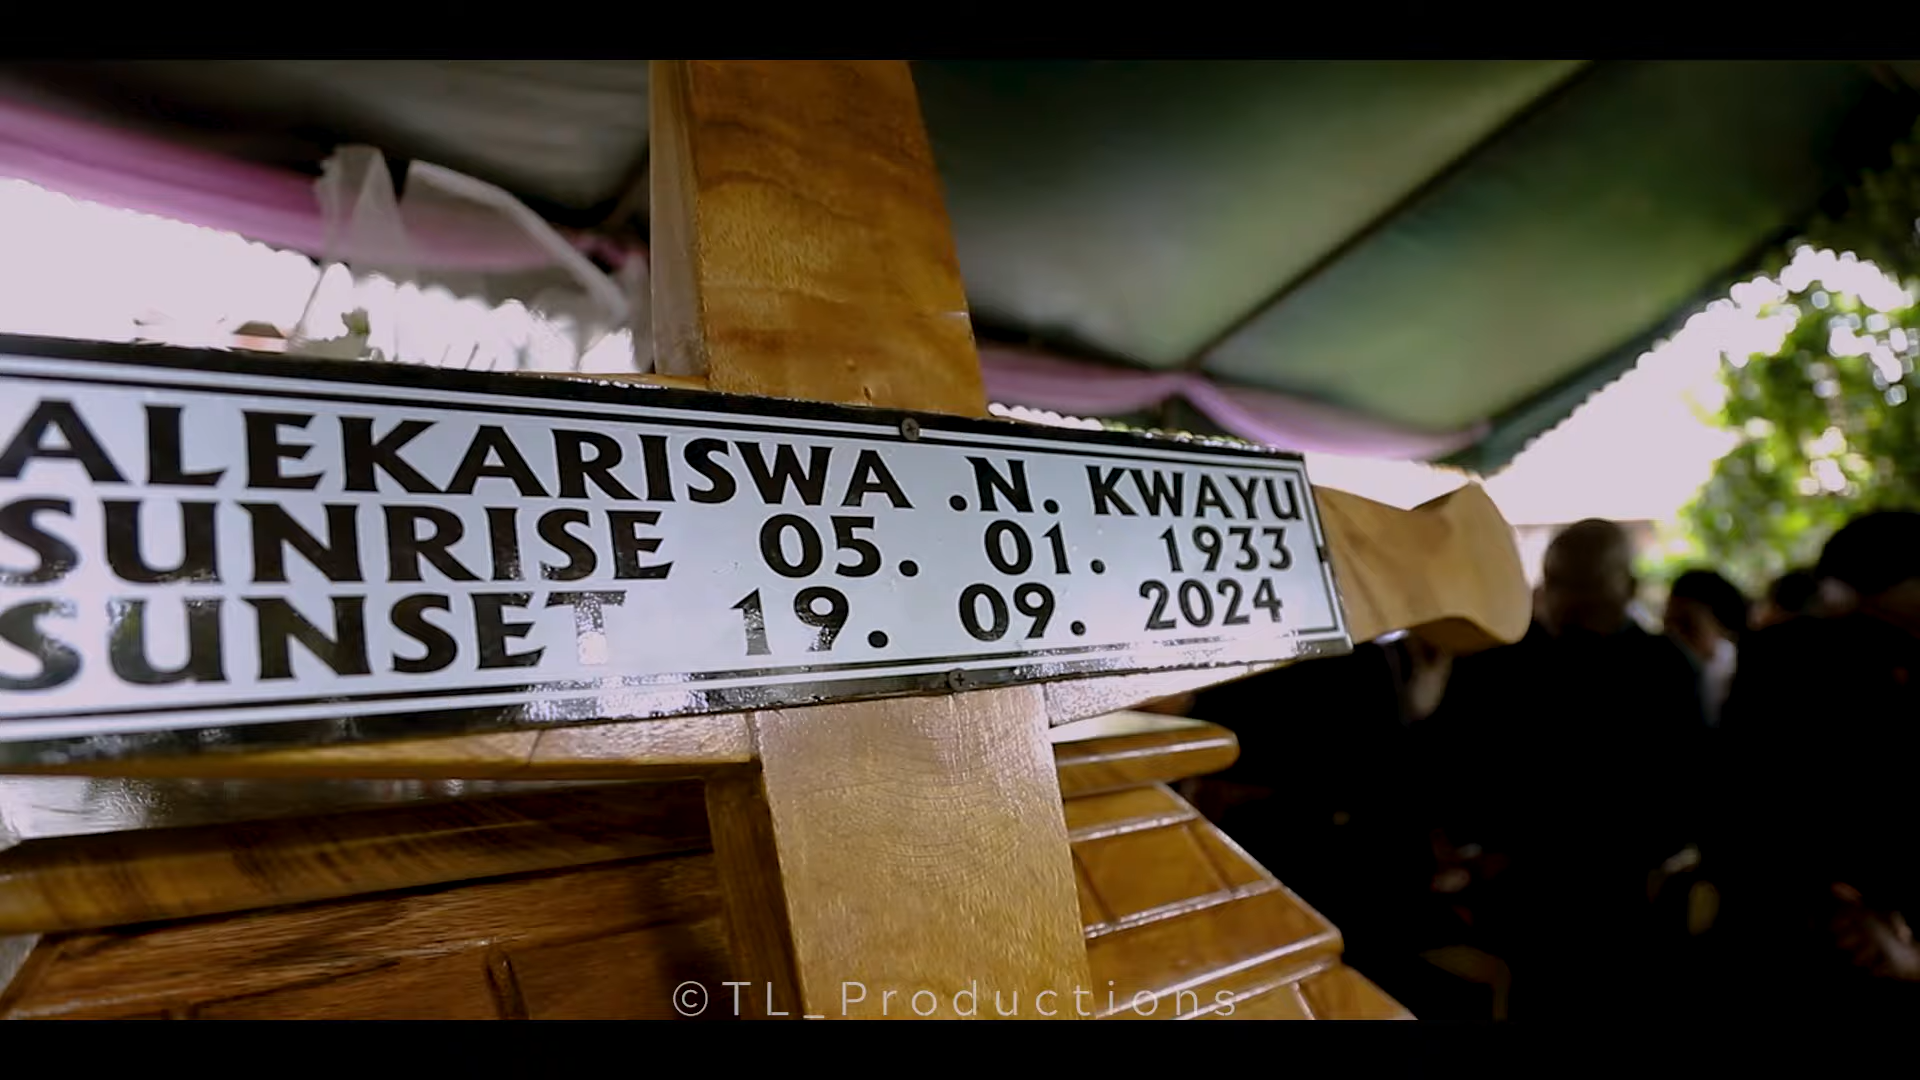 ALEKARISWA .N. KWAYU
SUNRISE 05. 01. 1933
SUNSET 19. 09. 2024
©TL_Productions